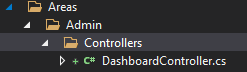 Areas
Admin
Controllers
+ C# DashboardController.cs